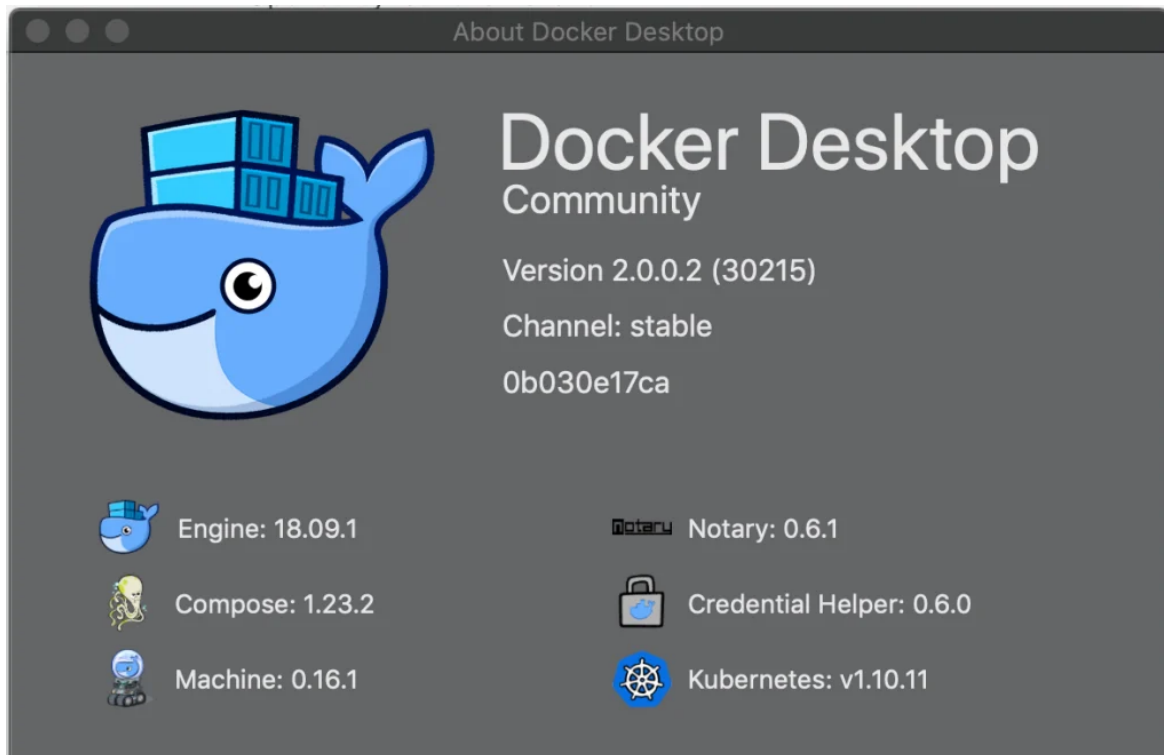 About Docker Desktop
Docker Desktop
Community
Version 2.0.0.2 (30215)
Channel: stable
0b030e17ca
Engine: 18.09.1
notary Notary: 0.6.1
Compose: 1.23.2
Credential Helper: 0.6.0
Machine: 0.16.1
Kubernetes: v1.10.11